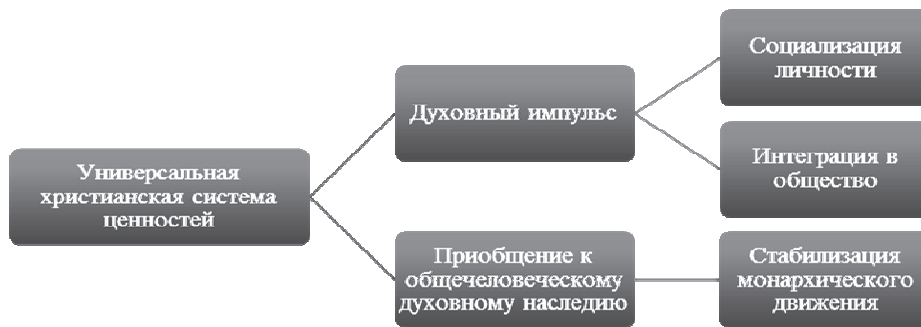 Универсальная
христианская система
ценностей
Духовный импульс
Социализация
личности
Интеграция в
общество
Приобщение к
общечеловеческому
духовному наследию
Стабилизация
монархического
движения